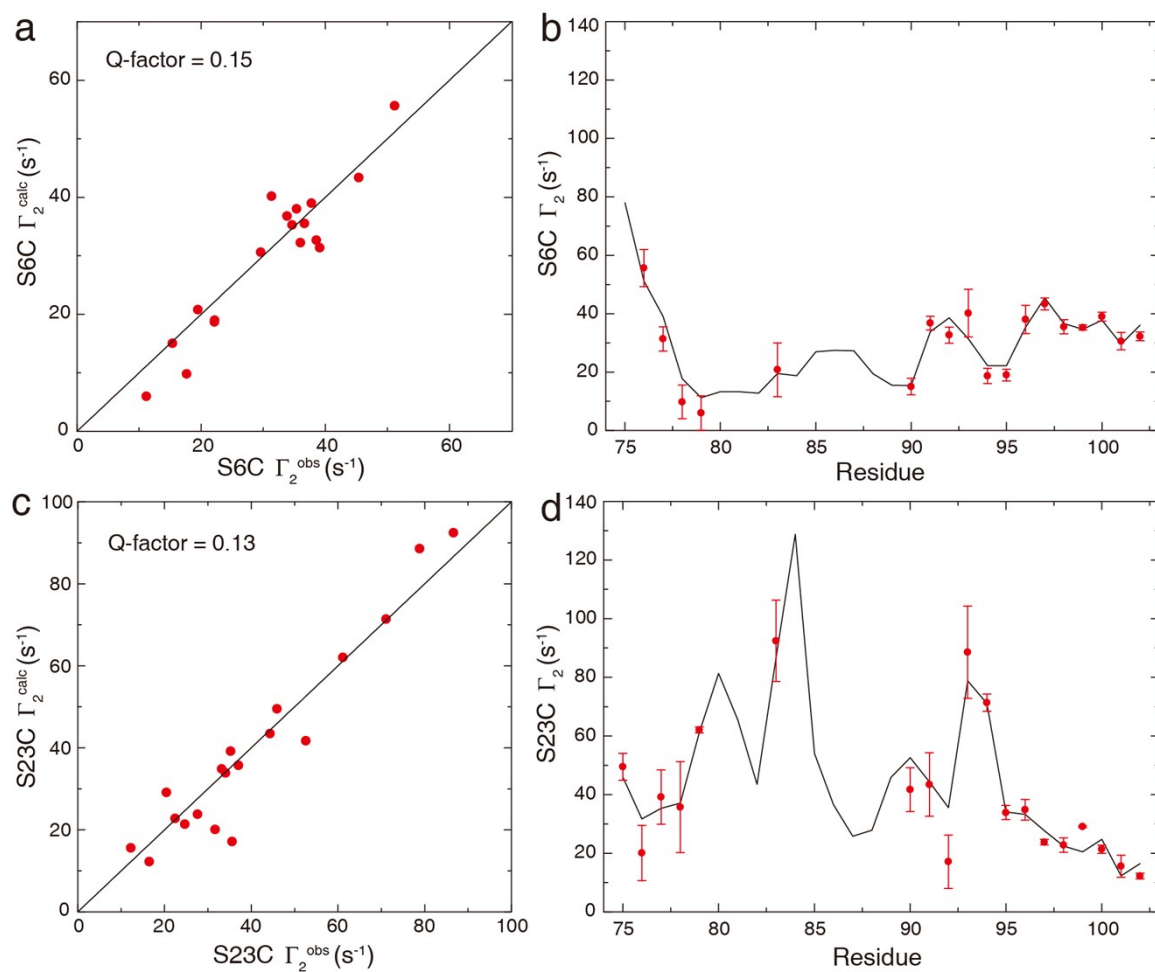 a
Q-factor = 0.15
60
40
20
0
0 20 40 60
S6C Γ₂ᶜᵃˡᶜ (s⁻¹)
S6C Γ₂ᵒᵇˢ (s⁻¹)
b
140
120
100
80
60
40
20
0
75 80 85 90 95 100
S6C Γ₂ (s⁻¹)
Residue
c
Q-factor = 0.13
100
80
60
40
20
0
0 20 40 60 80 100
S23C Γ₂ᶜᵃˡᶜ (s⁻¹)
S23C Γ₂ᵒᵇˢ (s⁻¹)
d
140
120
100
80
60
40
20
0
75 80 85 90 95 100
S23C Γ₂ (s⁻¹)
Residue